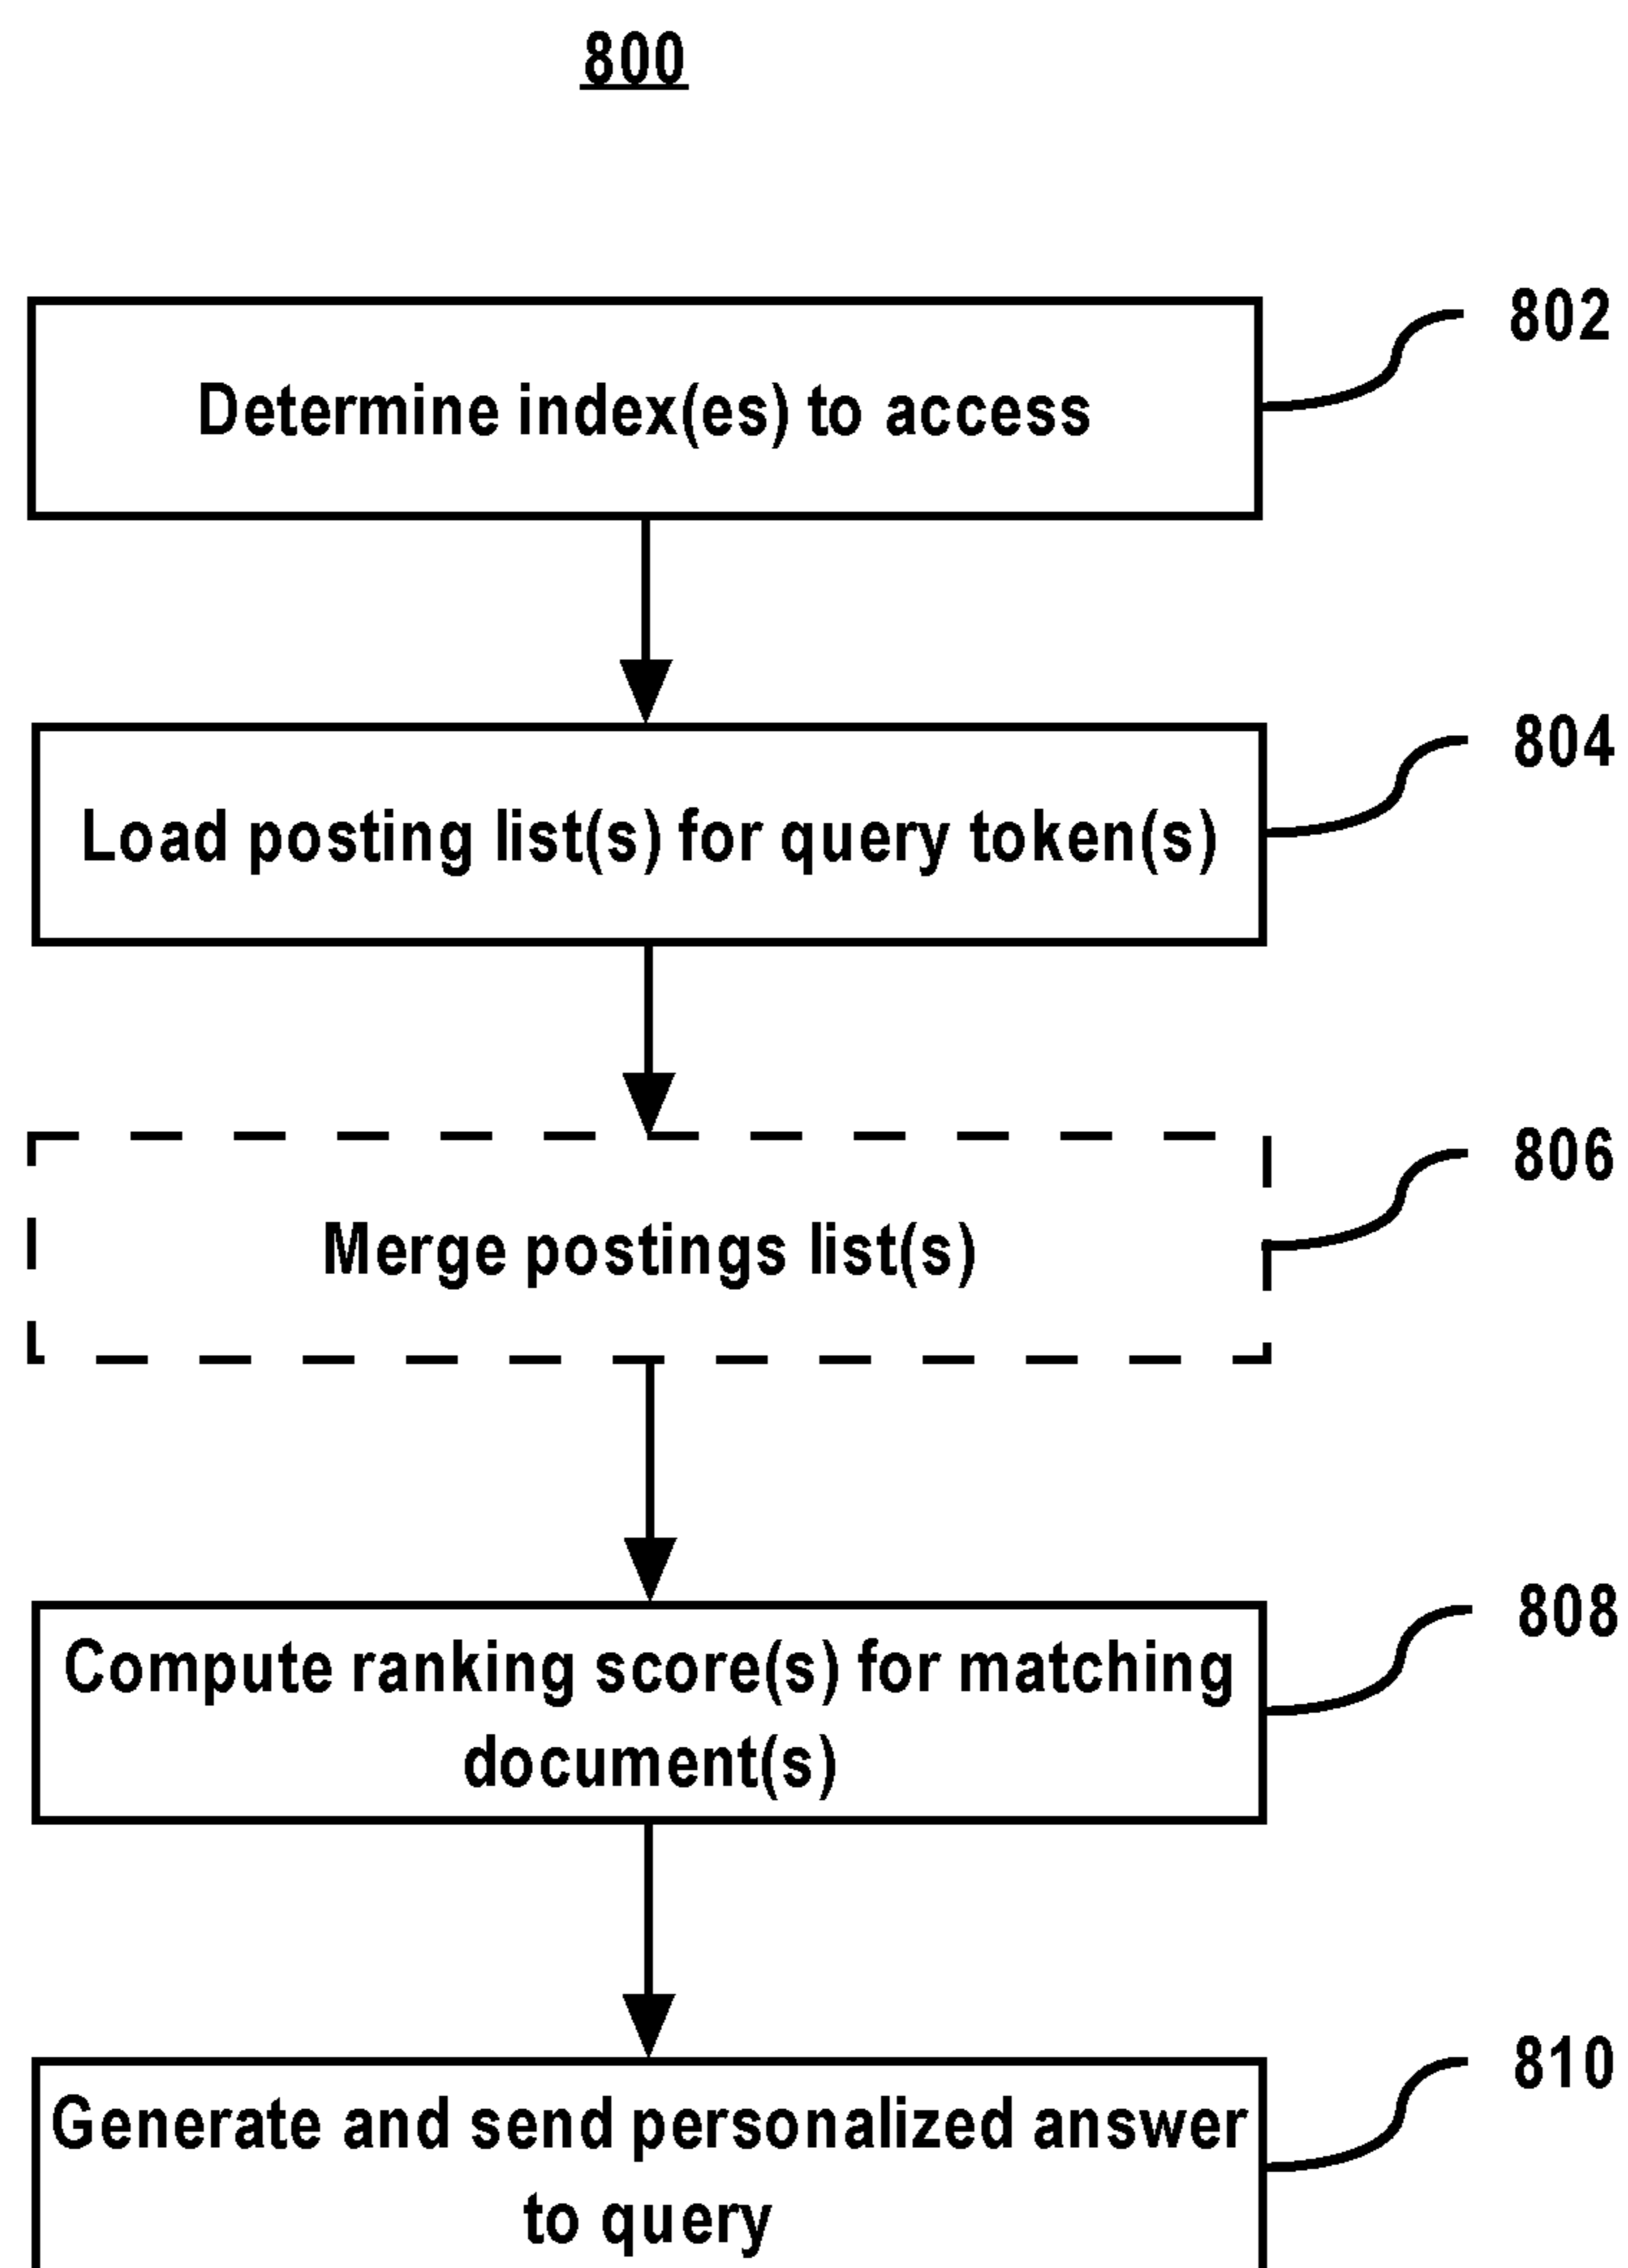 800
Determine index(es) to access
802
Load posting list(s) for query token(s)
804
Merge postings list(s)
806
Compute ranking score(s) for matching
document(s)
808
Generate and send personalized answer
to query
810